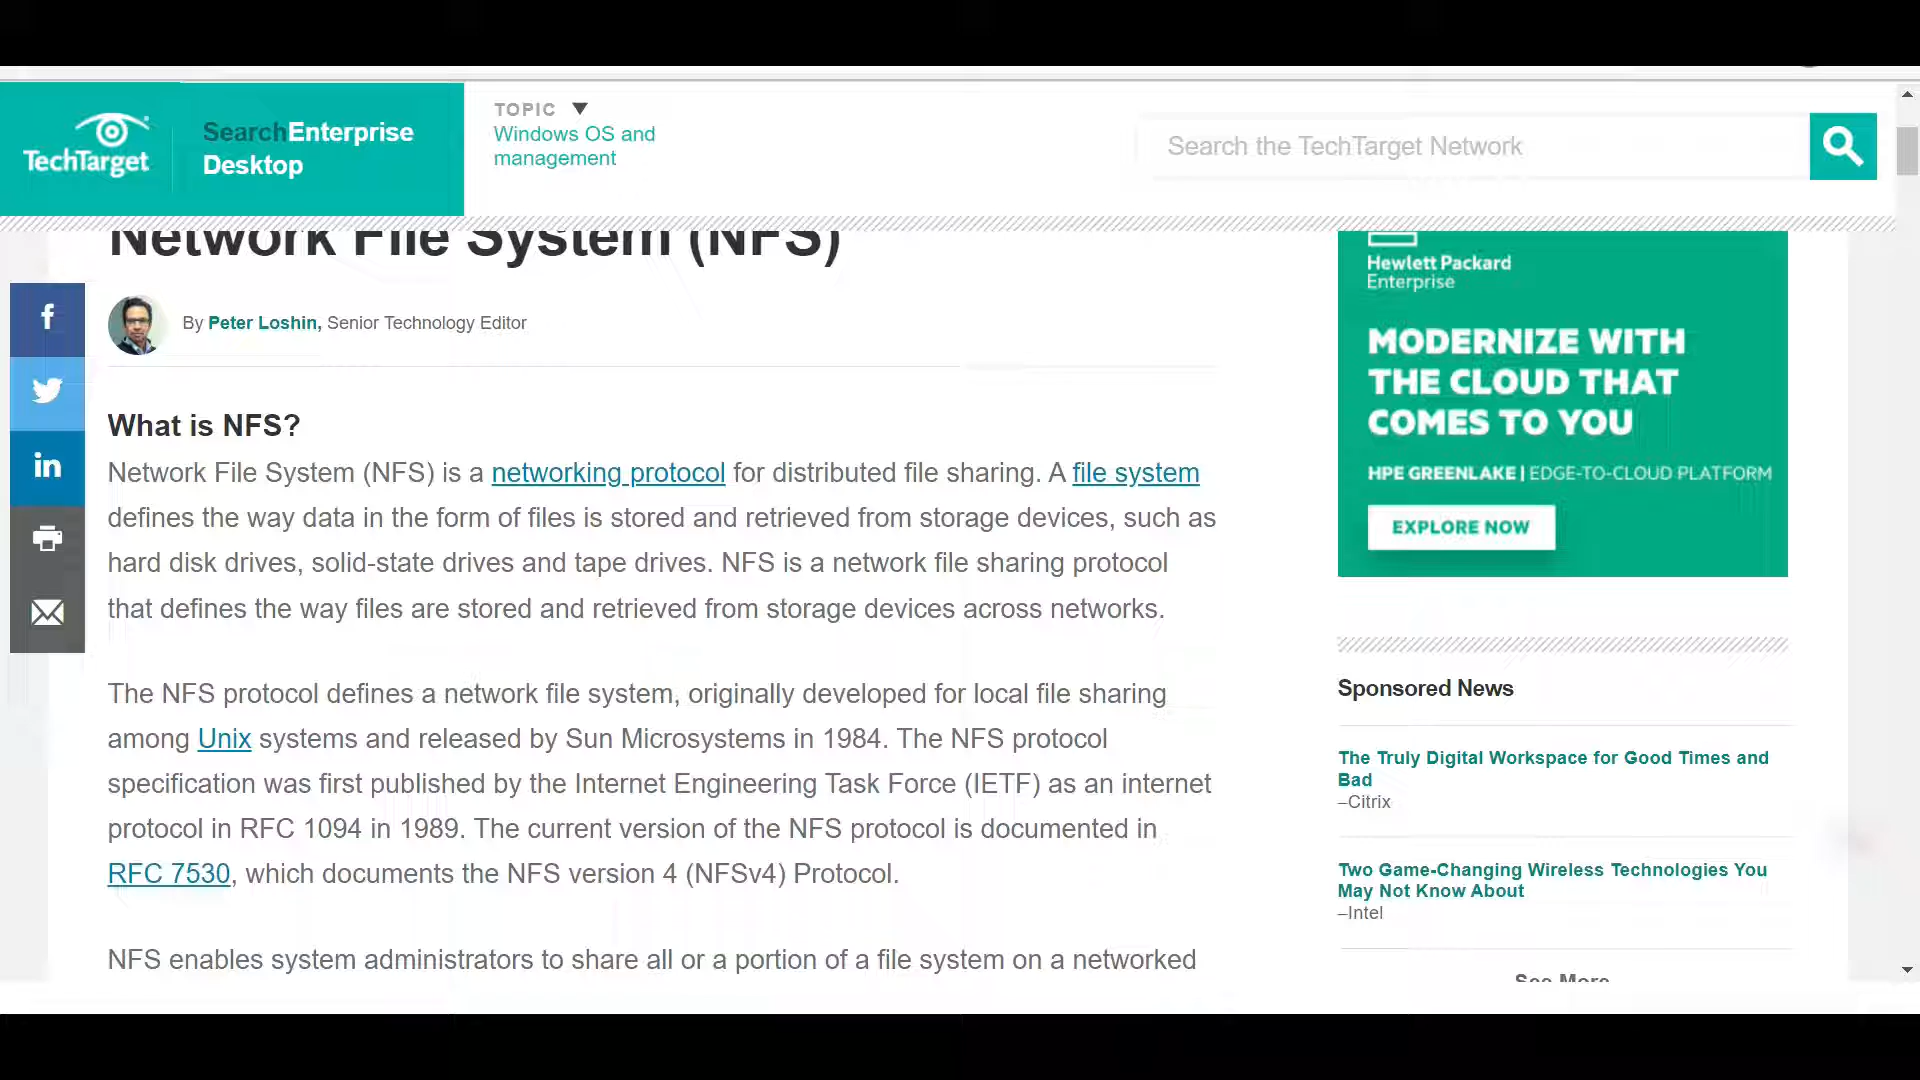 TechTarget
SearchEnterprise
Desktop
TOPIC
Windows OS and
management
Search the TechTarget Network
Network File System (NFS)
By Peter Loshin, Senior Technology Editor
What is NFS?
Network File System (NFS) is a networking protocol for distributed file sharing. A file system
defines the way data in the form of files is stored and retrieved from storage devices, such as
hard disk drives, solid-state drives and tape drives. NFS is a network file sharing protocol
that defines the way files are stored and retrieved from storage devices across networks.
The NFS protocol defines a network file system, originally developed for local file sharing
among Unix systems and released by Sun Microsystems in 1984. The NFS protocol
specification was first published by the Internet Engineering Task Force (IETF) as an internet
protocol in RFC 1094 in 1989. The current version of the NFS protocol is documented in
RFC 7530, which documents the NFS version 4 (NFSv4) Protocol.
NFS enables system administrators to share all or a portion of a file system on a networked
Hewlett Packard
Enterprise
MODERNIZE WITH
THE CLOUD THAT
COMES TO YOU
HPE GREENLAKE | EDGE-TO-CLOUD PLATFORM
EXPLORE NOW
Sponsored News
The Truly Digital Workspace for Good Times and
Bad
–Citrix
Two Game-Changing Wireless Technologies You
May Not Know About
–Intel
See More